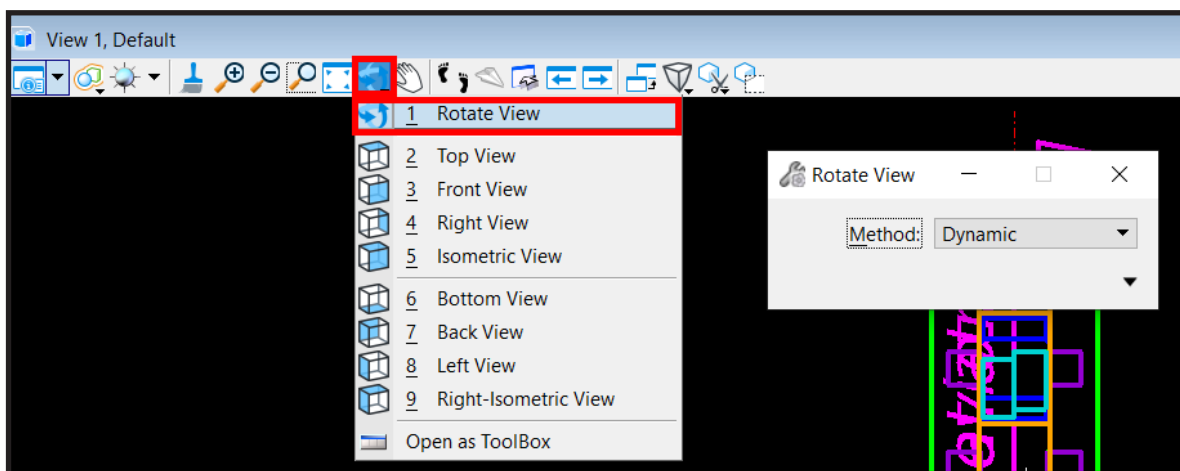 View 1, Default
1 Rotate View
2 Top View
3 Front View
4 Right View
5 Isometric View
6 Bottom View
7 Back View
8 Left View
9 Right-Isometric View
Open as ToolBox
Rotate View
Method: Dynamic